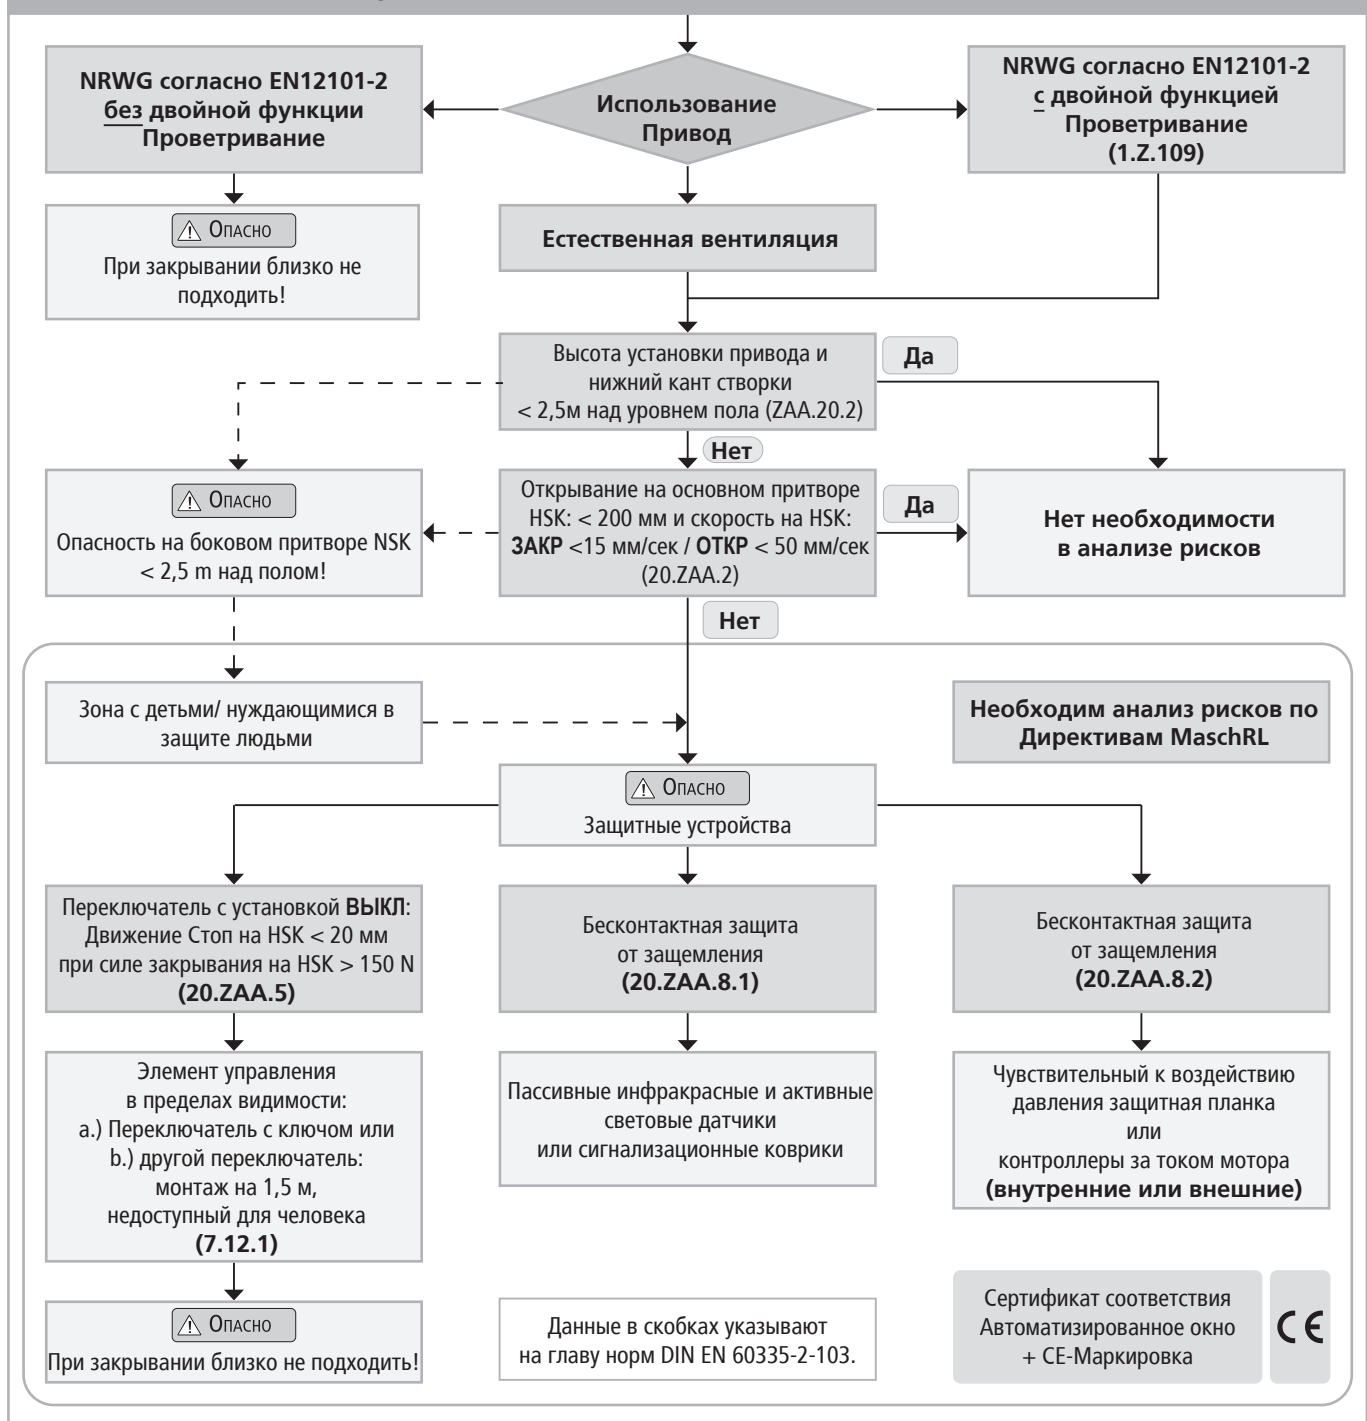 NRWG согласно EN12101-2
без двойной функции
Проветривание
Использование
Привод
NRWG согласно EN12101-2
с двойной функцией
Проветривание
(1.Z.109)
Опасно
При закрывании близко не
подходить!
Естественная вентиляция
Высота установки привода и
нижний кант створки
< 2,5м над уровнем пола (ZAA.20.2)
Да
Нет
Опасно
Опасность на боковом притворе NSK
< 2,5 m над полом!
Открывание на основном притворе
HSK: < 200 мм и скорость на HSK:
ЗАКР <15 мм/сек / ОТКР < 50 мм/сек
(20.ZAA.2)
Да
Нет необходимости
в анализе рисков
Нет
Зона с детьми/ нуждающимися в
защите людьми
Необходим анализ рисков по
Директивам MaschRL
Опасно
Защитные устройства
Переключатель с установкой ВЫКЛ:
Движение Стоп на HSK < 20 мм
при силе закрывания на HSK > 150 N
(20.ZAA.5)
Бесконтактная защита
от защемления
(20.ZAA.8.1)
Бесконтактная защита
от защемления
(20.ZAA.8.2)
Элемент управления
в пределах видимости:
a.) Переключатель с ключом или
b.) другой переключатель:
монтаж на 1,5 м,
недоступный для человека
(7.12.1)
Пассивные инфракрасные и активные
световые датчики
или сигнализационные коврики
Чувствительный к воздействию
давления защитная планка
или
контроллеры за током мотора
(внутренние или внешние)
Опасно
При закрывании близко не подходить!
Данные в скобках указывают
на главу норм DIN EN 60335-2-103.
Сертификат соответствия
Автоматизированное окно
+ CE-Маркировка
CE